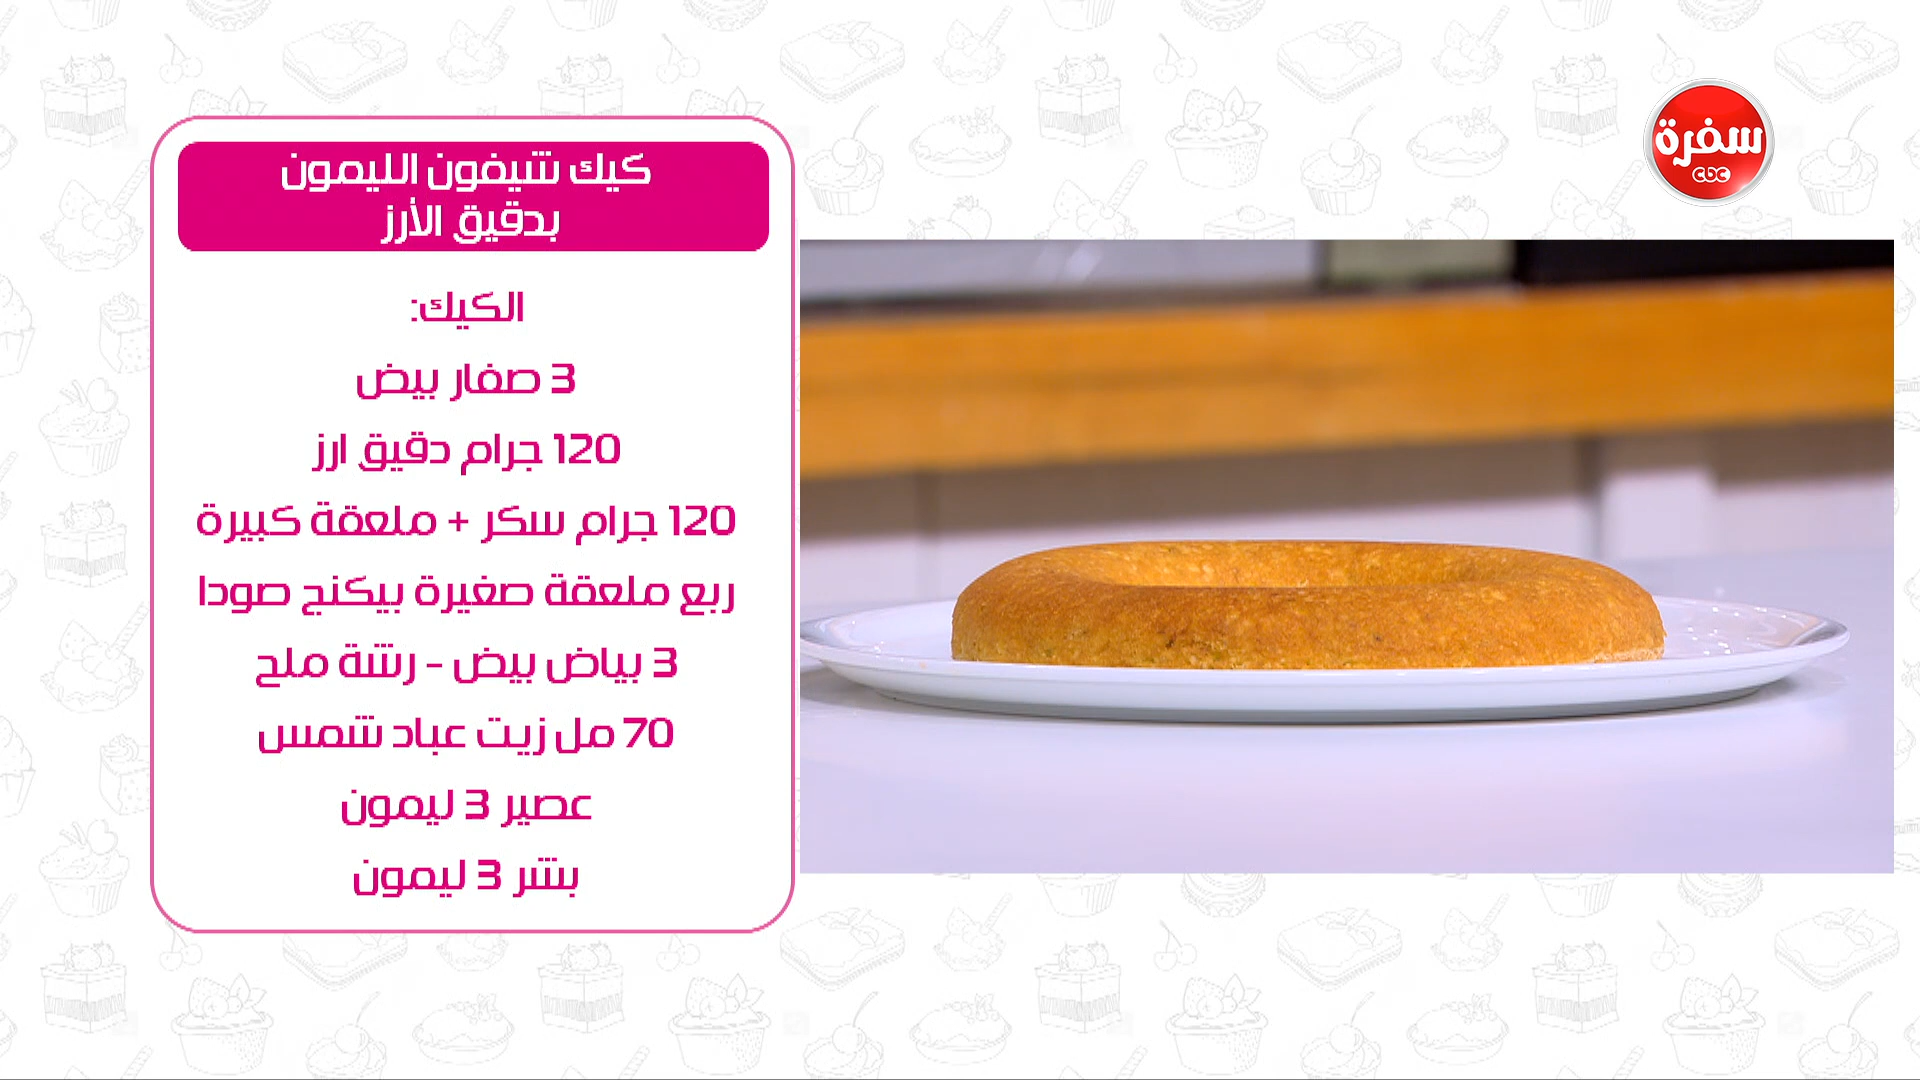 كيك شيفون الليمون
بدقيق الأرز
الكيك:
3 صفار بيض
120 جرام دقيق ارز
120 جرام سكر + ملعقة كبيرة
ربع ملعقة صغيرة بيكنج صودا
3 بياض بيض - رشة ملح
70 مل زيت عباد شمس
عصير 3 ليمون
بشر 3 ليمون
سفرة
cbc